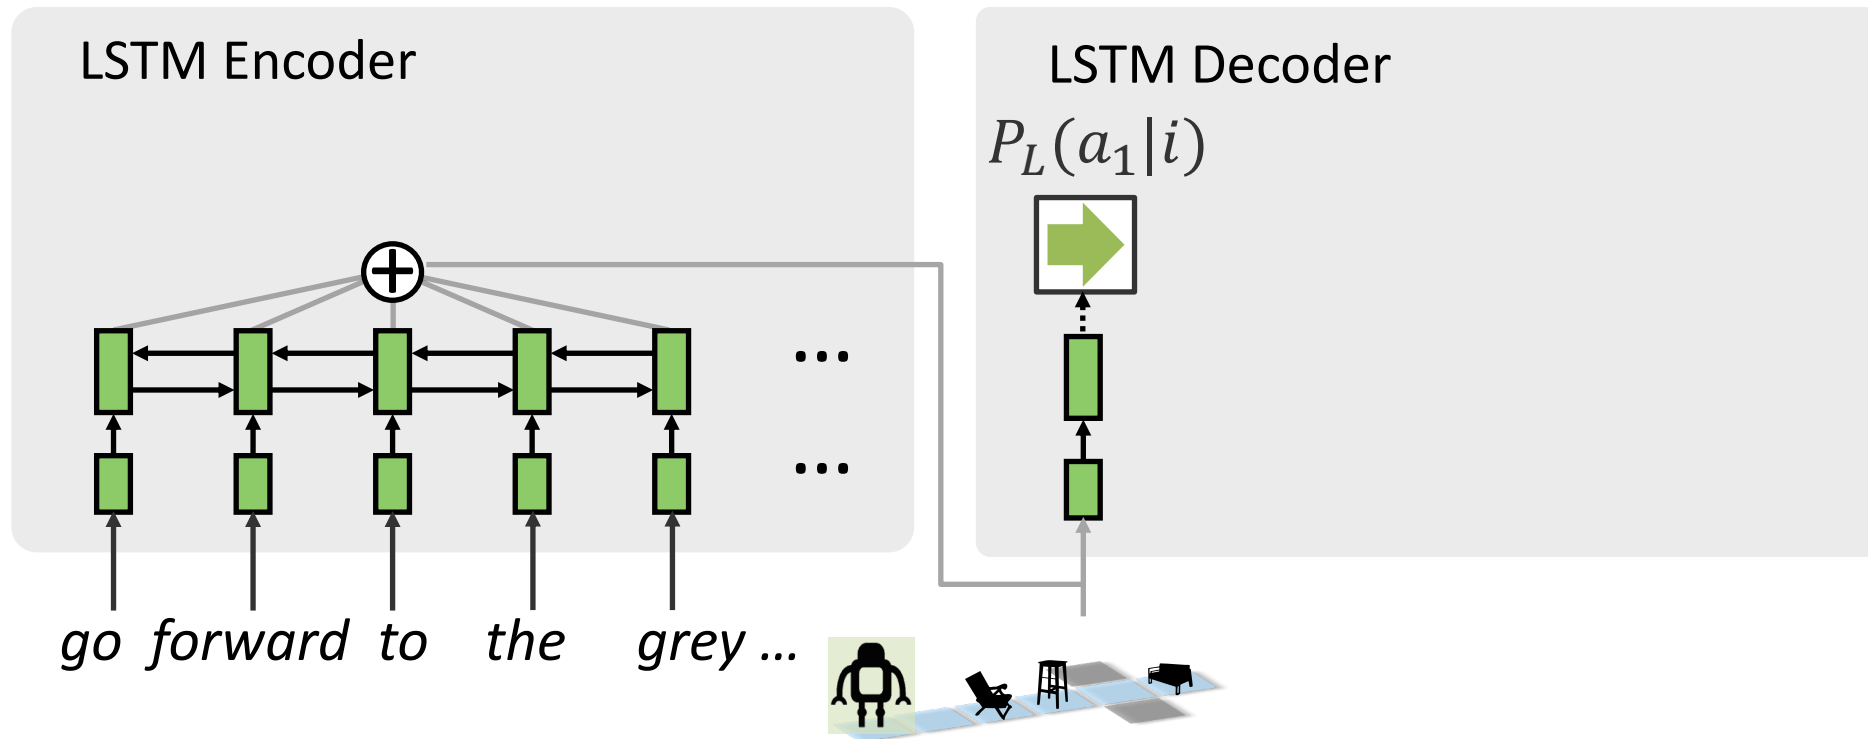 LSTM Encoder
LSTM Decoder
P_L(a_1|i)
...
...
go forward to the grey ...